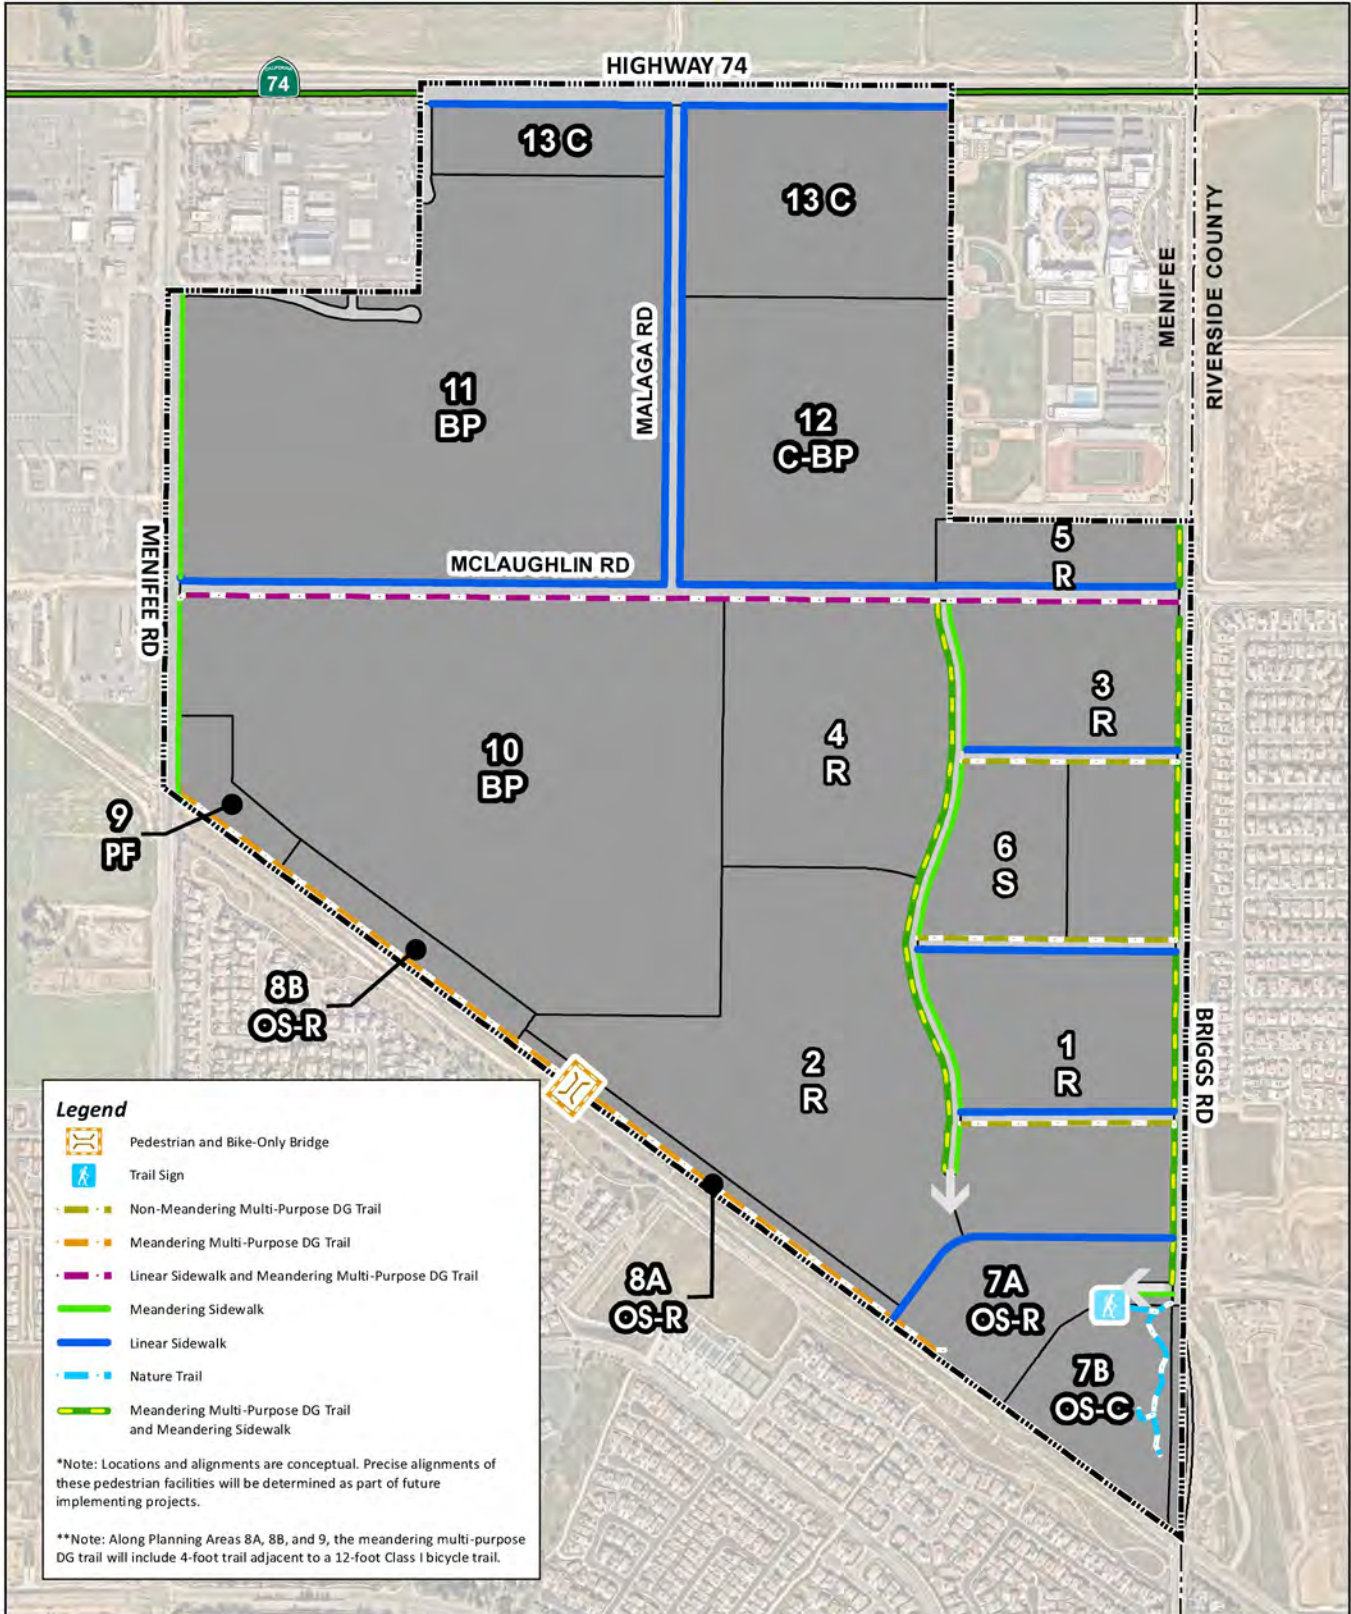 HIGHWAY 74
CALIFORNIA
74
13 C
13 C
MENIFEE
RIVERSIDE COUNTY
MALAGA RD
11
BP
12
C-BP
5
R
MENIFEE RD
MCLAUGHLIN RD
3
R
4
R
10
BP
9
PF
6
S
8B
OS-R
1
R
BRIGGS RD
2
R
8A
OS-R
7A
OS-R
7B
OS-C
Legend
Pedestrian and Bike-Only Bridge
Trail Sign
Non-Meandering Multi-Purpose DG Trail
Meandering Multi-Purpose DG Trail
Linear Sidewalk and Meandering Multi-Purpose DG Trail
Meandering Sidewalk
Linear Sidewalk
Nature Trail
Meandering Multi-Purpose DG Trail
and Meandering Sidewalk
*Note: Locations and alignments are conceptual. Precise alignments of
these pedestrian facilities will be determined as part of future
implementing projects.
**Note: Along Planning Areas 8A, 8B, and 9, the meandering multi-purpose
DG trail will include 4-foot trail adjacent to a 12-foot Class I bicycle trail.